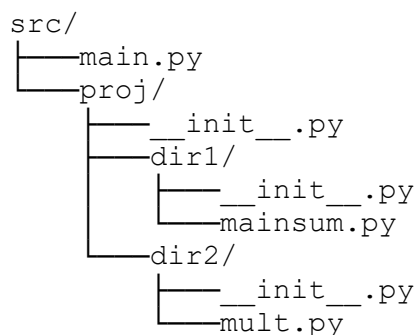 src/
main.py
proj/
__init__.py
dir1/
__init__.py
mainsum.py
dir2/
__init__.py
mult.py